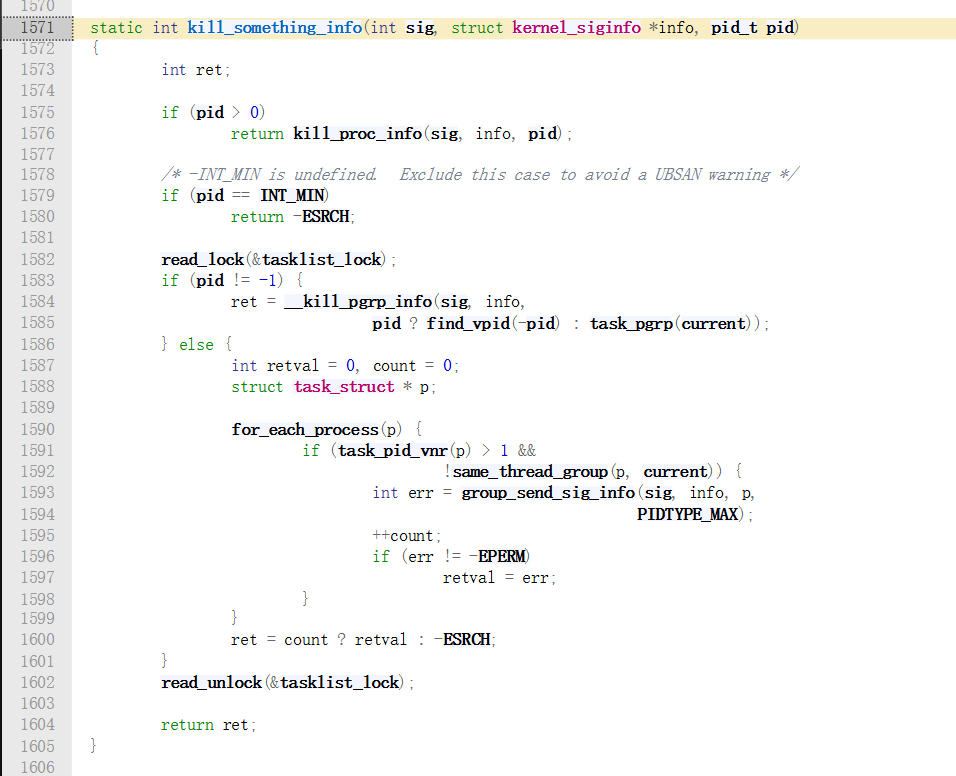 1570
1571 static int kill_something_info(int sig, struct kernel_siginfo *info, pid_t pid)
1572 {
1573         int ret;
1574
1575         if (pid > 0)
1576                 return kill_proc_info(sig, info, pid);
1577
1578         /* -INT_MIN is undefined.  Exclude this case to avoid a UBSAN warning */
1579         if (pid == INT_MIN)
1580                 return -ESRCH;
1581
1582         read_lock(&tasklist_lock);
1583         if (pid != -1) {
1584                 ret = __kill_pgrp_info(sig, info,
1585                                 pid ? find_vpid(-pid) : task_pgrp(current));
1586         } else {
1587                 int retval = 0, count = 0;
1588                 struct task_struct * p;
1589
1590                 for_each_process(p) {
1591                         if (task_pid_vnr(p) > 1 &&
1592                                         !same_thread_group(p, current)) {
1593                                 int err = group_send_sig_info(sig, info, p,
1594                                                               PIDTYPE_MAX);
1595                                 ++count;
1596                                 if (err != -EPERM)
1597                                         retval = err;
1598                         }
1599                 }
1600                 ret = count ? retval : -ESRCH;
1601         }
1602         read_unlock(&tasklist_lock);
1603
1604         return ret;
1605 }
1606